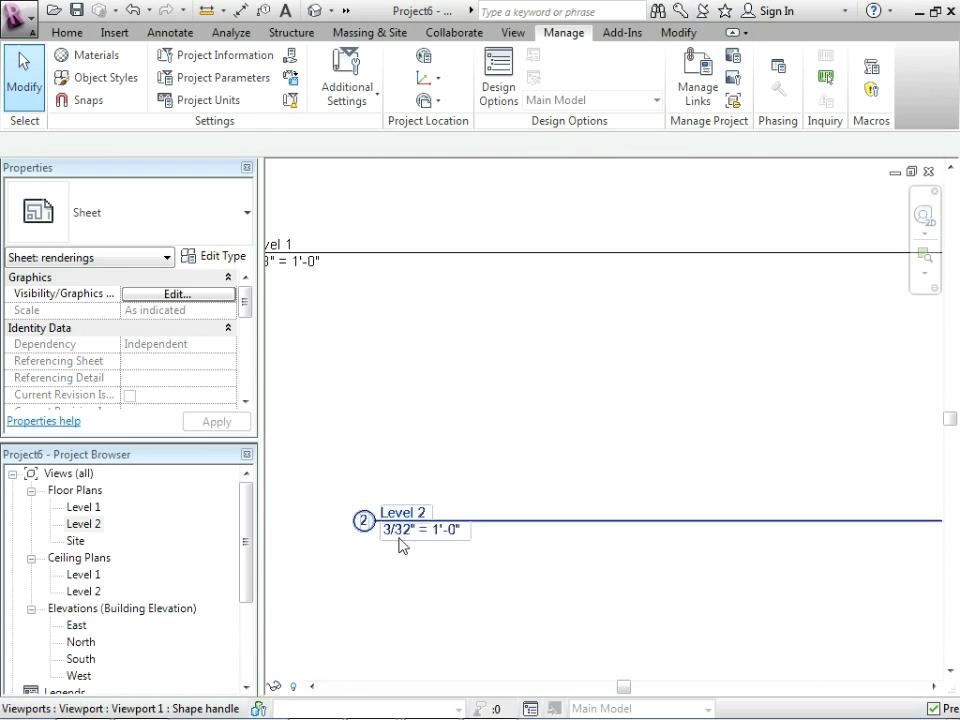 Project6 - ...
Type a keyword or phrase
Sign In
Home Insert Annotate Analyze Structure Massing & Site Collaborate View Manage Add-Ins Modify
Modify
Select
Materials
Object Styles
Snaps
Project Information
Project Parameters
Project Units
Additional
Settings
Settings
Project Location
Design
Options
Main Model
Design Options
Manage
Links
Manage Project
Phasing
Inquiry
Macros
Properties
Sheet
Sheet: renderings
Edit Type
Graphics
Visibility/Graphics ... Edit...
Scale As indicated
Identity Data
Dependency Independent
Referencing Sheet
Referencing Detail
Current Revision Is...
Properties help
Apply
Project6 - Project Browser
Views (all)
Floor Plans
Level 1
Level 2
Site
Ceiling Plans
Level 1
Level 2
Elevations (Building Elevation)
East
North
South
West
Legends
vel 1
3" = 1'-0"
2D
2
Level 2
3/32" = 1'-0"
Viewports : Viewport : Viewport 1 : Shape handle
:0
Main Model
Pre